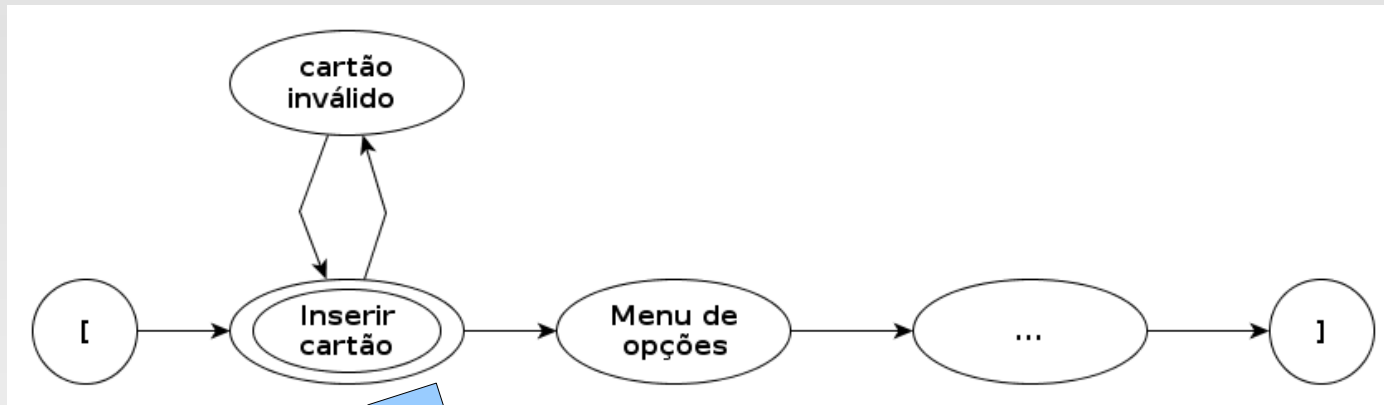 cartão
inválido
[
Inserir
cartão
Menu de
opções
...
]